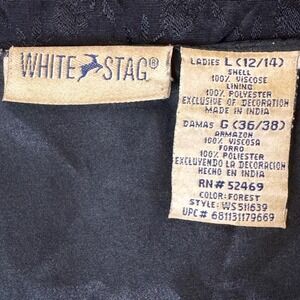 WHITE STAG®
LADIES L (12/14)
SHELL
100% VISCOSE
LINING
100% POLYESTER
EXCLUSIVE OF DECORATION
MADE IN INDIA
DAMAS G (36/38)
ARMAZON
100% VISCOSA
FORRO
100% POLIESTER
EXCLUYENDO LA DECORACIÓN
HECHO EN INDIA
RN# 52469
COLOR: FOREST
STYLE: WS511639
UPC# 681131179669